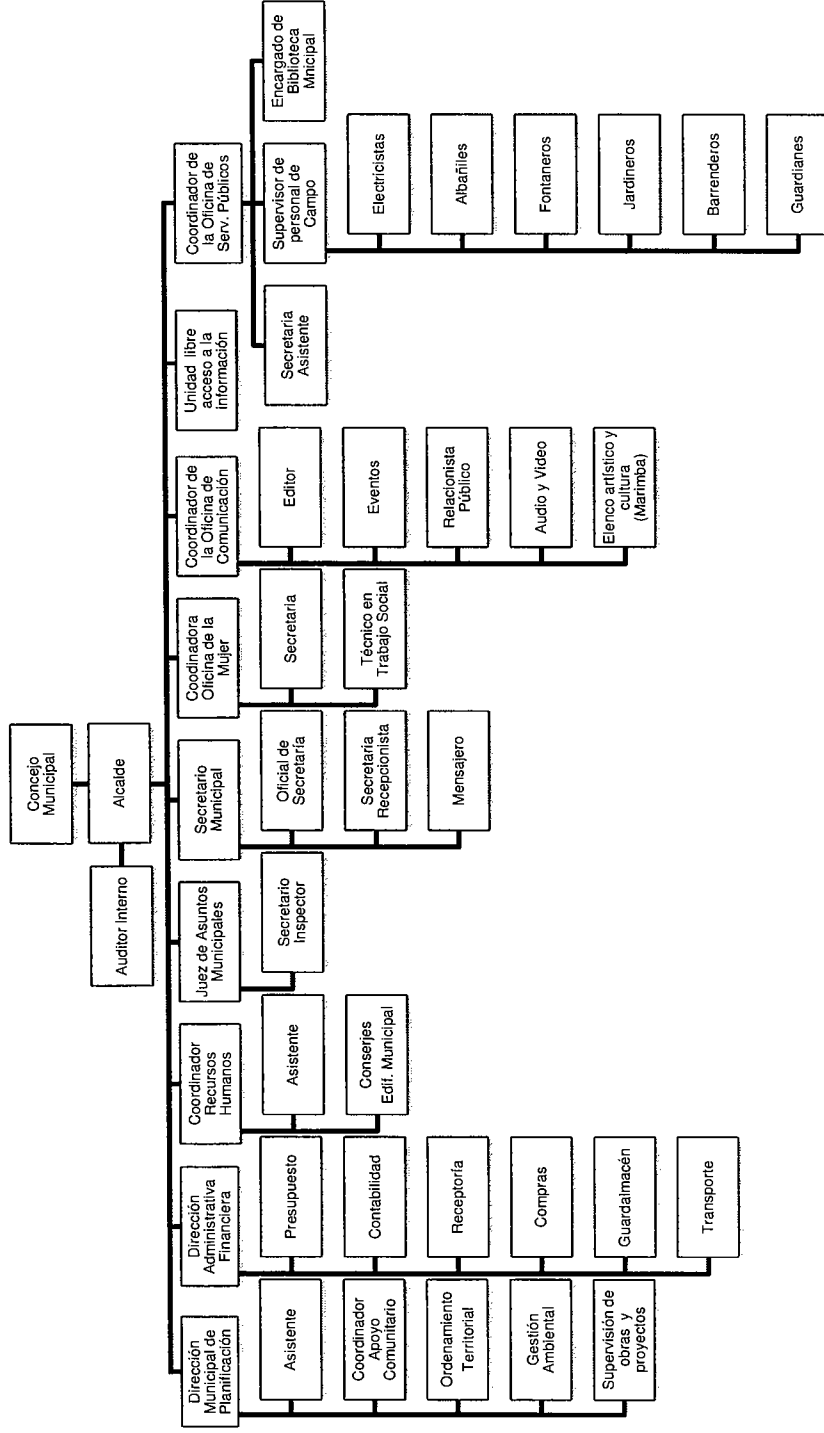 Concejo
Municipal
Alcalde
Auditor Interno
Dirección
Municipal de
Planificación
Dirección
Administrativa
Financiera
Coordinador
Recursos
Humanos
Juez de Asuntos
Municipales
Secretario
Municipal
Coodinadora
Oficina de la
Mujer
Coordinador de
la Oficina de
Comunicación
Unidad libre
acceso a la
información
Coordinador de
la Oficina de
Serv. Públicos
Asistente
Coordinador
Apoyo
Comunitario
Ordenamiento
Territorial
Gestión
Ambiental
Supervisión de
obras y
proyectos
Presupuesto
Contabilidad
Receptoría
Compras
Guardalmacén
Transporte
Asistente
Conserjes
Edif. Municipal
Secretario
Inspector
Oficial de
Secretaría
Secretaria
Recepcionista
Mensajero
Secretaria
Técnico en
Trabajo Social
Editor
Eventos
Relacionista
Público
Audio y Video
Elenco artístico y
cultura
(Marimba)
Secretaria
Asistente
Supervisor de
personal de
Campo
Encargado de
Biblioteca
Mnicipal
Electricistas
Albañiles
Fontaneros
Jardineros
Barrenderos
Guardianes